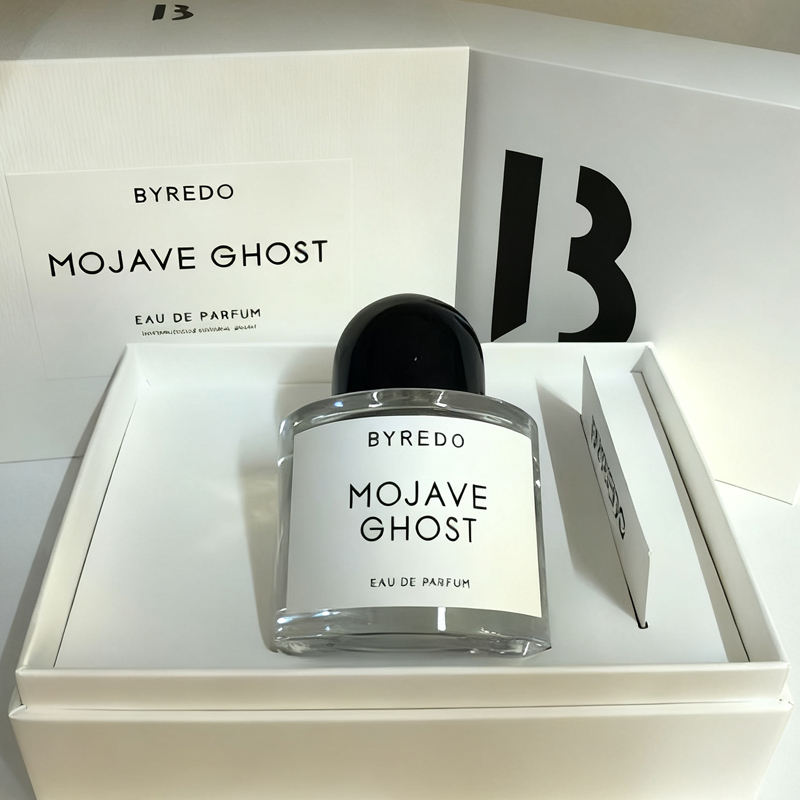 B
BYREDO
MOJAVE GHOST
EAU DE PARFUM
B
BYREDO
MOJAVE
GHOST
EAU DE PARFUM